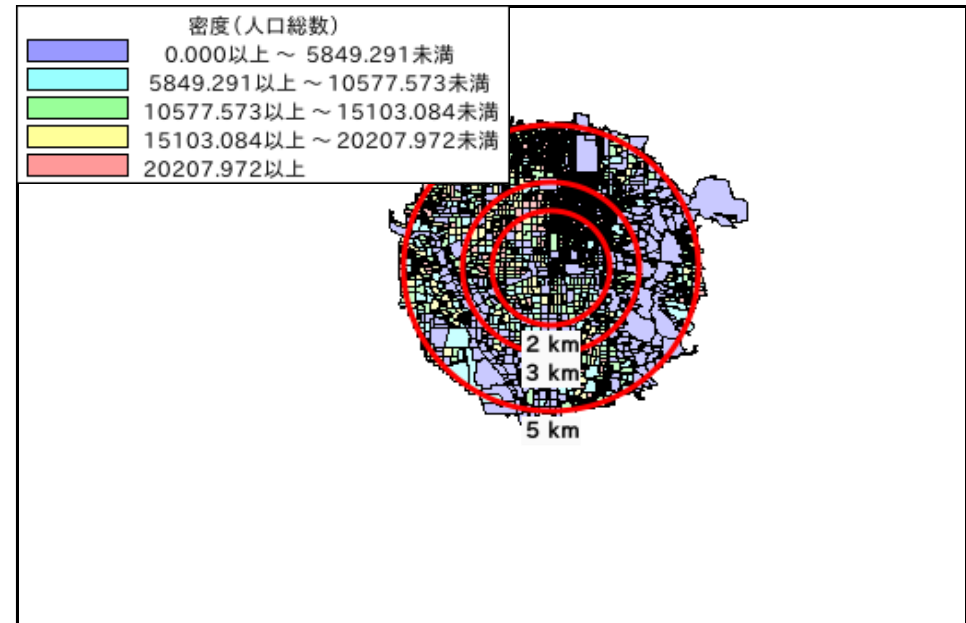 密度(人口総数)
0.000以上 ～ 5849.291未満
5849.291以上 ～ 10577.573未満
10577.573以上 ～ 15103.084未満
15103.084以上 ～ 20207.972未満
20207.972以上
2 km
3 km
5 km